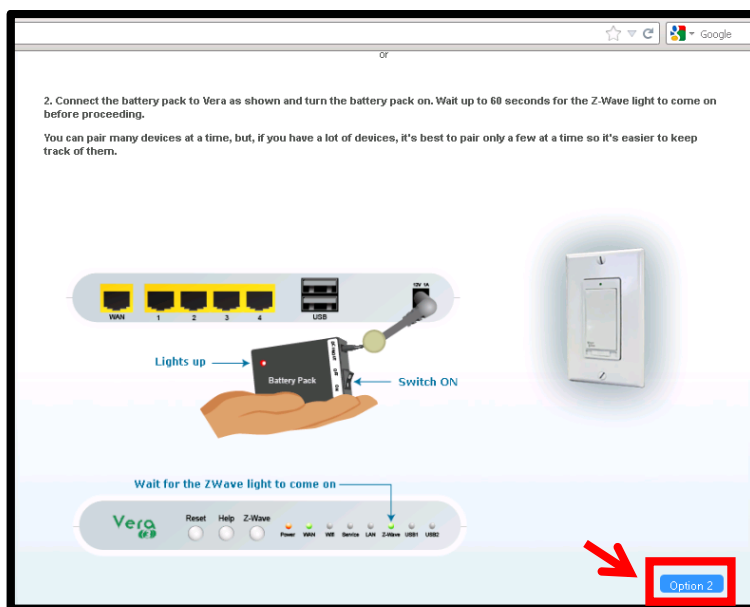 Google
or
2. Connect the battery pack to Vera as shown and turn the battery pack on. Wait up to 60 seconds for the Z-Wave light to come on
before proceeding.
You can pair many devices at a time, but, if you have a lot of devices, it's best to pair only a few at a time so it's easier to keep
track of them.
12V 1A
WAN 1 2 3 4 USB
Lights up
Battery Pack
Off
On
Switch ON
Wait for the ZWave light to come on
Vera 2
Reset Help Z-Wave
Power WAN Wifi Service LAN Z-Wave USB1 USB2
Option 2